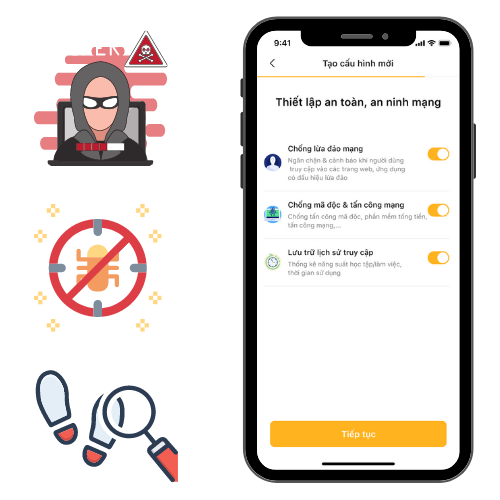 9:41
Tạo cấu hình mới
Thiết lập an toàn, an ninh mạng
Chống lừa đảo mạng
Ngăn chặn & cảnh báo khi người dùng
truy cập vào các trang web, ứng dụng
có dấu hiệu lừa đảo
Chống mã độc & tấn công mạng
Chống tấn công mã độc, phần mềm tống tiền,
tấn công mạng,...
Lưu trữ lịch sử truy cập
Thống kê năng suất học tập/làm việc,
thời gian sử dụng
Tiếp tục